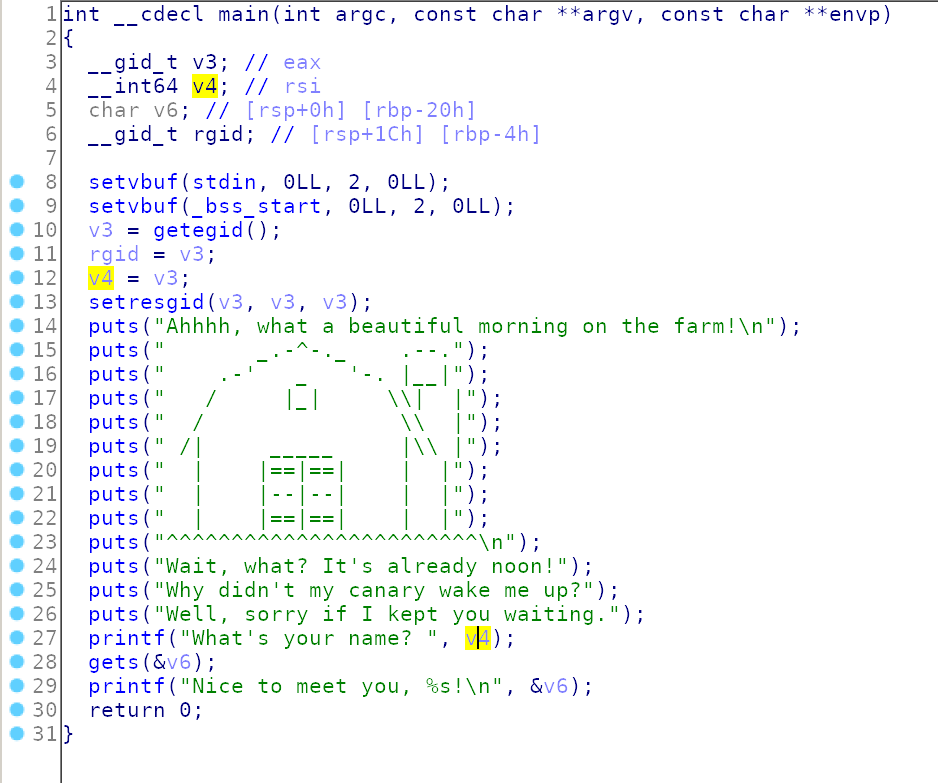 1 int __cdecl main(int argc, const char **argv, const char **envp)
2 {
3   __gid_t v3; // eax
4   __int64 v4; // rsi
5   char v6; // [rsp+0h] [rbp-20h]
6   __gid_t rgid; // [rsp+1Ch] [rbp-4h]
7
8   setvbuf(stdin, 0LL, 2, 0LL);
9   setvbuf(_bss_start, 0LL, 2, 0LL);
10   v3 = getegid();
11   rgid = v3;
12   v4 = v3;
13   setresgid(v3, v3, v3);
14   puts("Ahhhh, what a beautiful morning on the farm!\n");
15   puts("       _.-^-._    .--.");
16   puts("    .-'   _   '-. |__|");
17   puts("   /     |_|     \\|  |");
18   puts("  /               \\  |");
19   puts(" /|     _____     |\\ |");
20   puts("  |    |==|==|    |  |");
21   puts("  |    |--|--|    |  |");
22   puts("  |    |==|==|    |  |");
23   puts("^^^^^^^^^^^^^^^^^^^^^^^^\n");
24   puts("Wait, what? It's already noon!");
25   puts("Why didn't my canary wake me up?");
26   puts("Well, sorry if I kept you waiting.");
27   printf("What's your name? ", v4);
28   gets(&v6);
29   printf("Nice to meet you, %s!\n", &v6);
30   return 0;
31 }